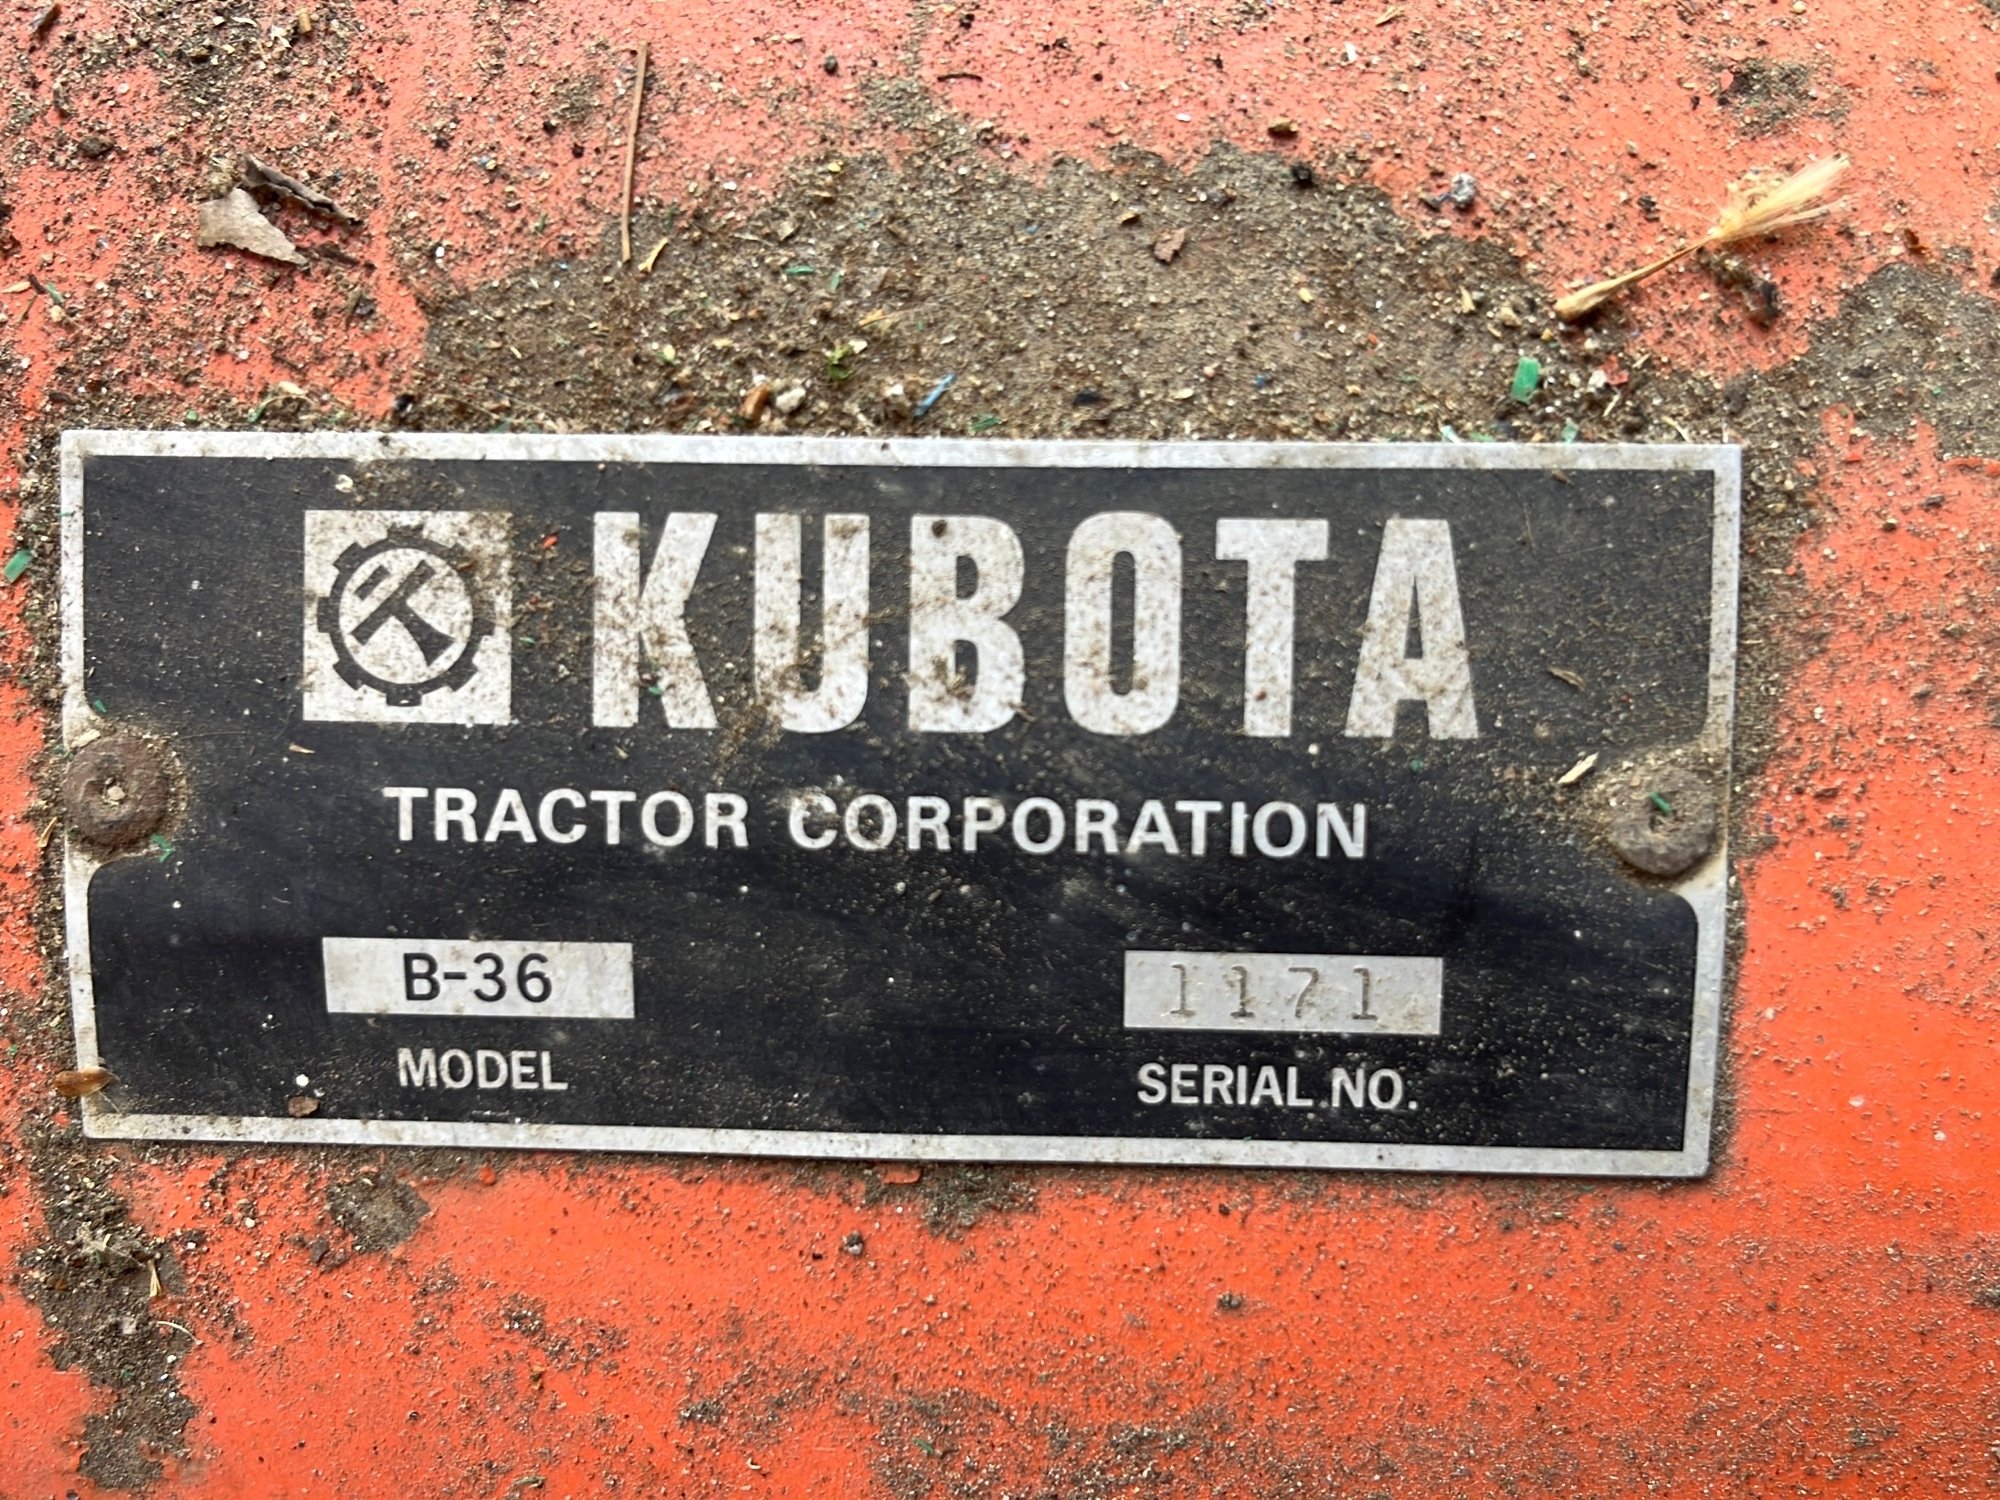 KUBOTA
TRACTOR CORPORATION
B-36 1171
MODEL SERIAL NO.